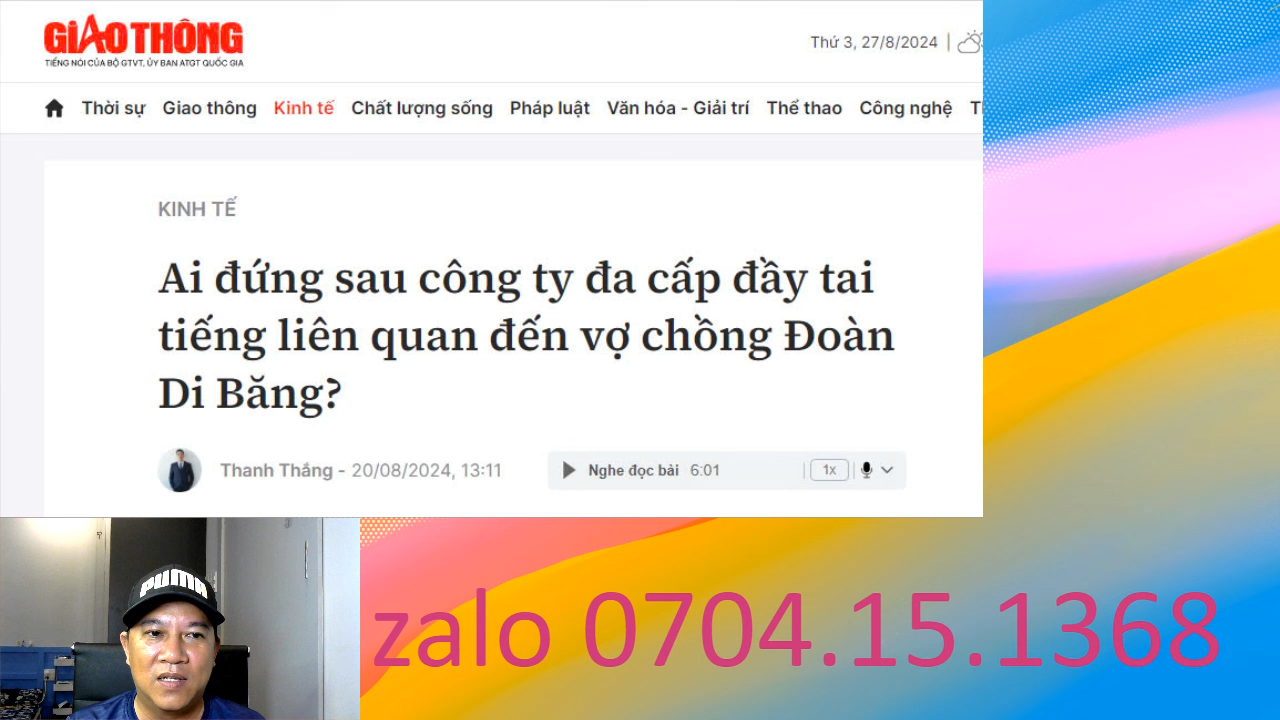 GIAOTHÔNG
TIẾNG NÓI CỦA BỘ GTVT, ỦY BAN ATGT QUỐC GIA
Thứ 3, 27/8/2024 |
Thời sự Giao thông Kinh tế Chất lượng sống Pháp luật Văn hóa - Giải trí Thể thao Công nghệ
KINH TẾ
Ai đứng sau công ty đa cấp đầy tai
tiếng liên quan đến vợ chồng Đoàn
Di Băng?
Thanh Thắng - 20/08/2024, 13:11
Nghe đọc bài 6:01 1x
PUMA
zalo 0704.15.1368